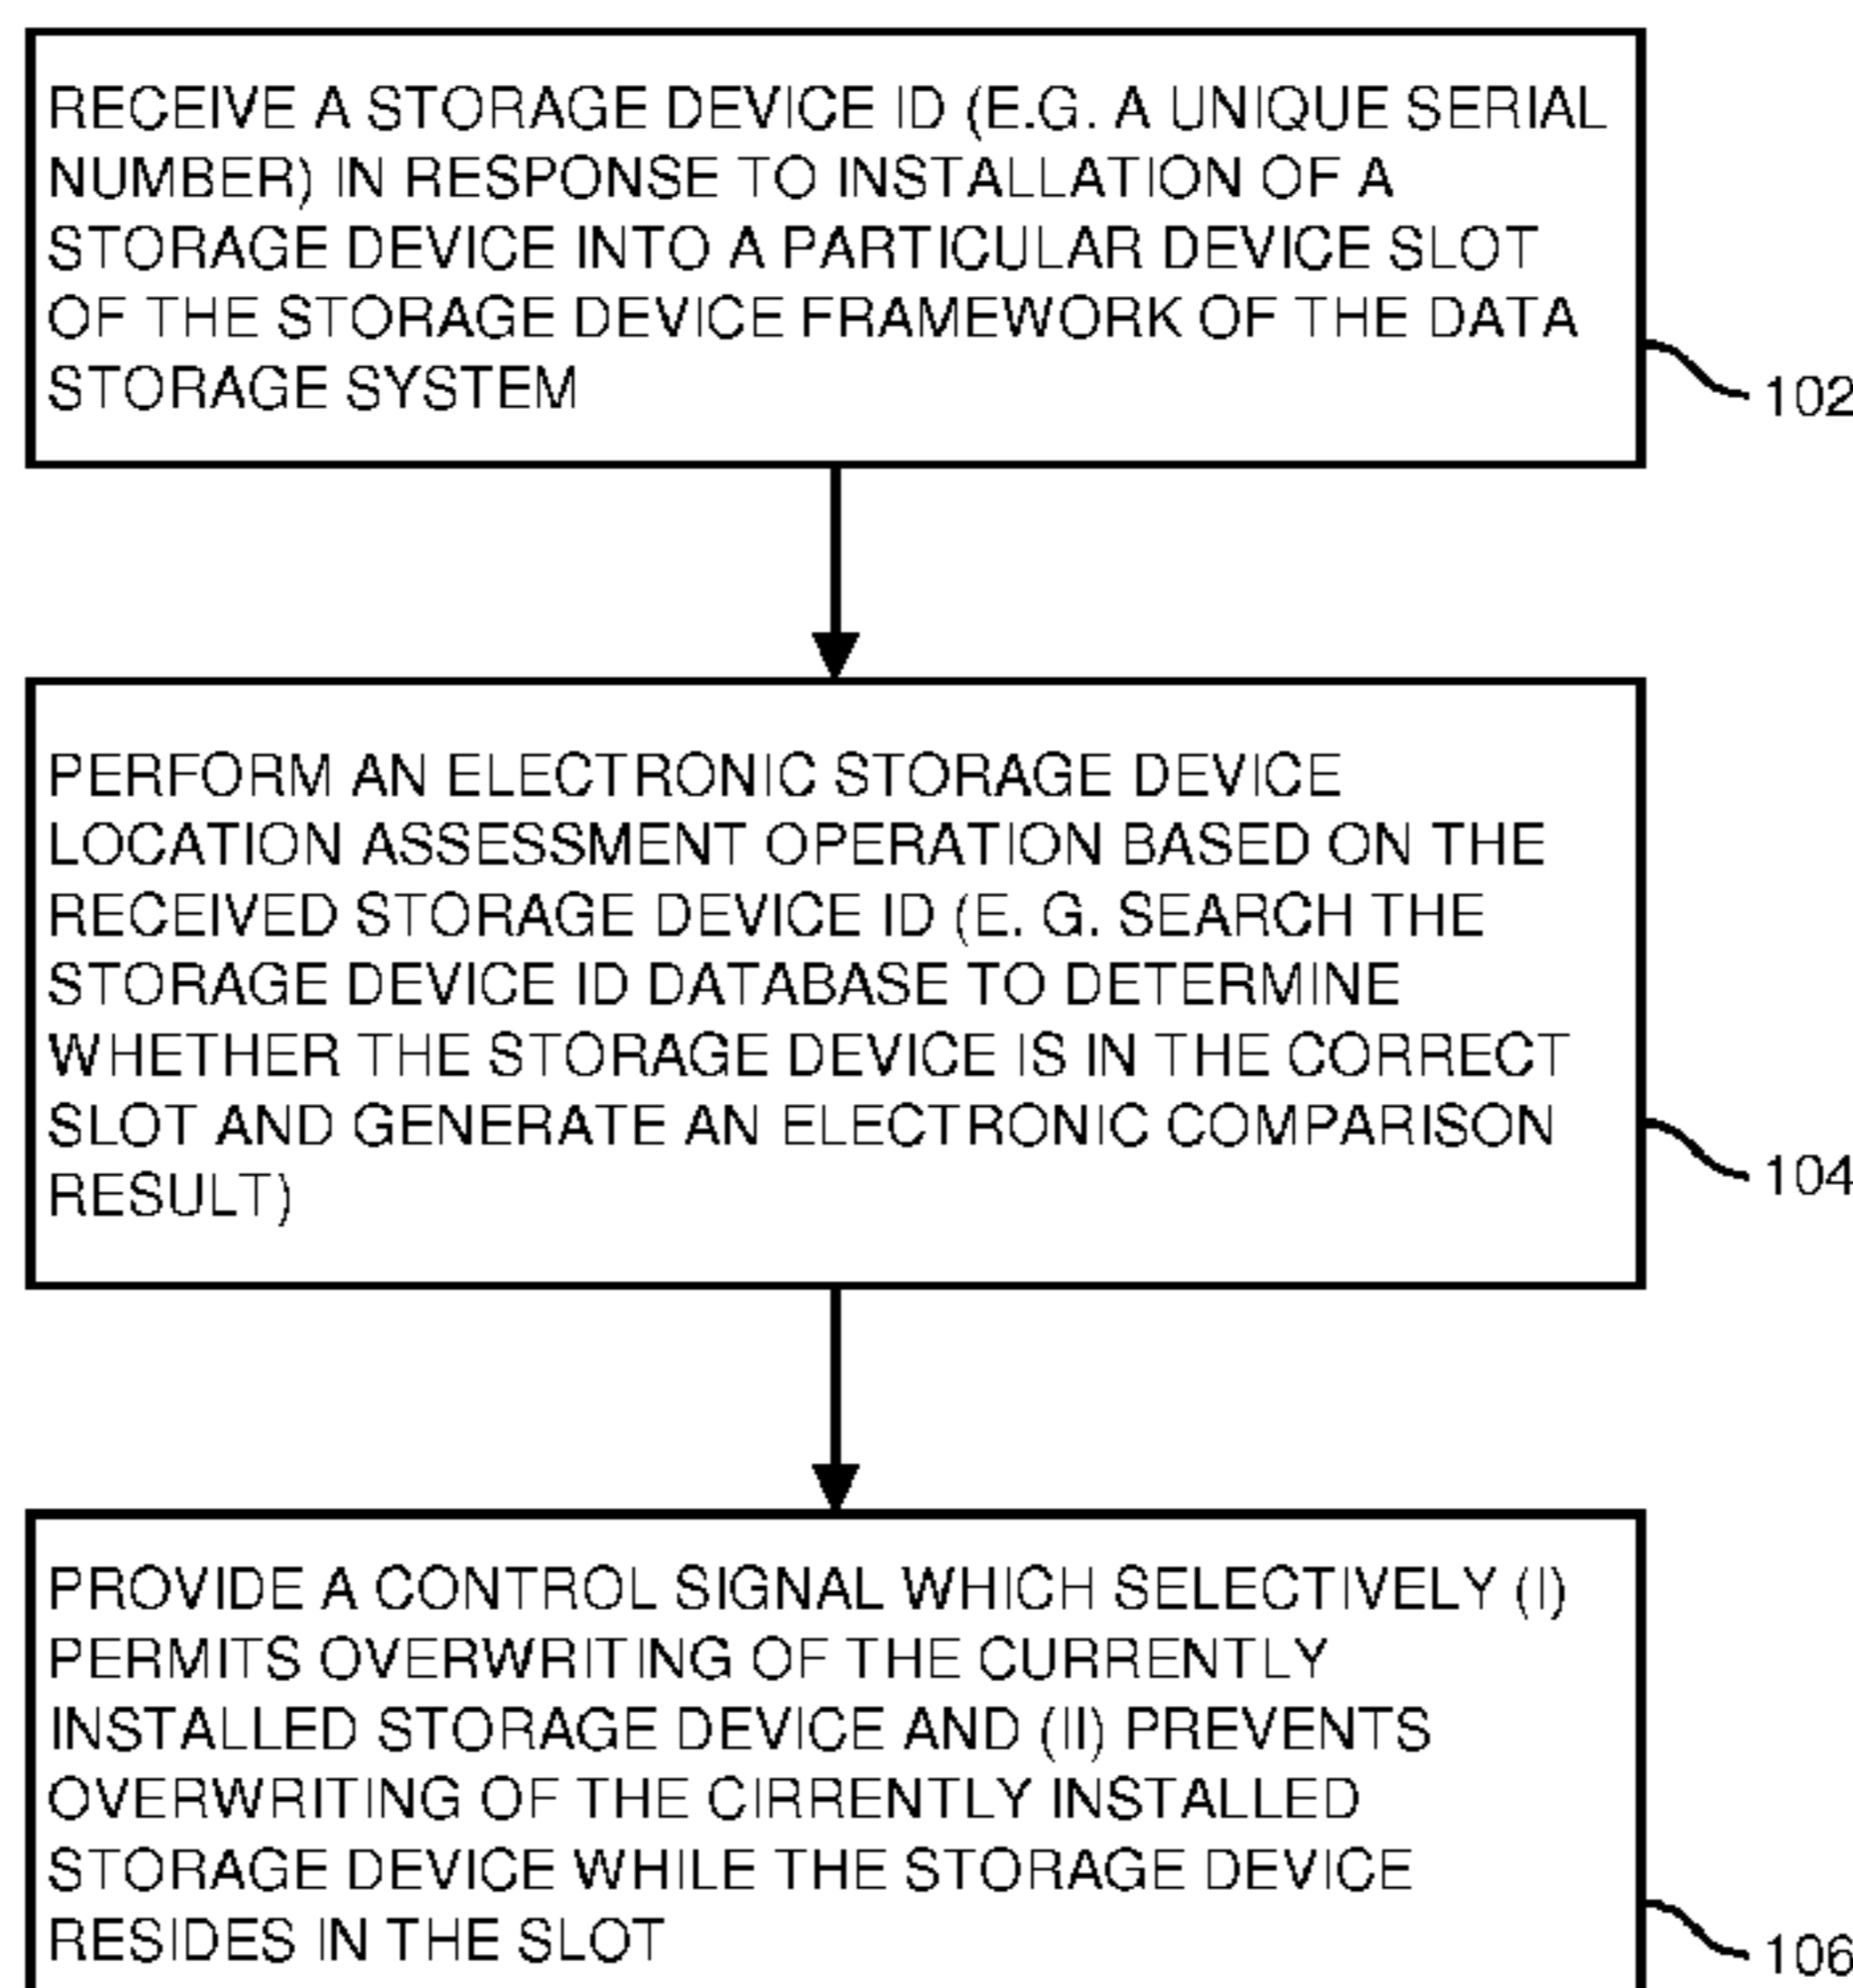 RECEIVE A STORAGE DEVICE ID (E.G. A UNIQUE SERIAL
NUMBER) IN RESPONSE TO INSTALLATION OF A
STORAGE DEVICE INTO A PARTICULAR DEVICE SLOT
OF THE STORAGE DEVICE FRAMEWORK OF THE DATA
STORAGE SYSTEM
102
PERFORM AN ELECTRONIC STORAGE DEVICE
LOCATION ASSESSMENT OPERATION BASED ON THE
RECEIVED STORAGE DEVICE ID (E. G. SEARCH THE
STORAGE DEVICE ID DATABASE TO DETERMINE
WHETHER THE STORAGE DEVICE IS IN THE CORRECT
SLOT AND GENERATE AN ELECTRONIC COMPARISON
RESULT)
104
PROVIDE A CONTROL SIGNAL WHICH SELECTIVELY (I)
PERMITS OVERWRITING OF THE CURRENTLY
INSTALLED STORAGE DEVICE AND (II) PREVENTS
OVERWRITING OF THE CIRRENTLY INSTALLED
STORAGE DEVICE WHILE THE STORAGE DEVICE
RESIDES IN THE SLOT
106